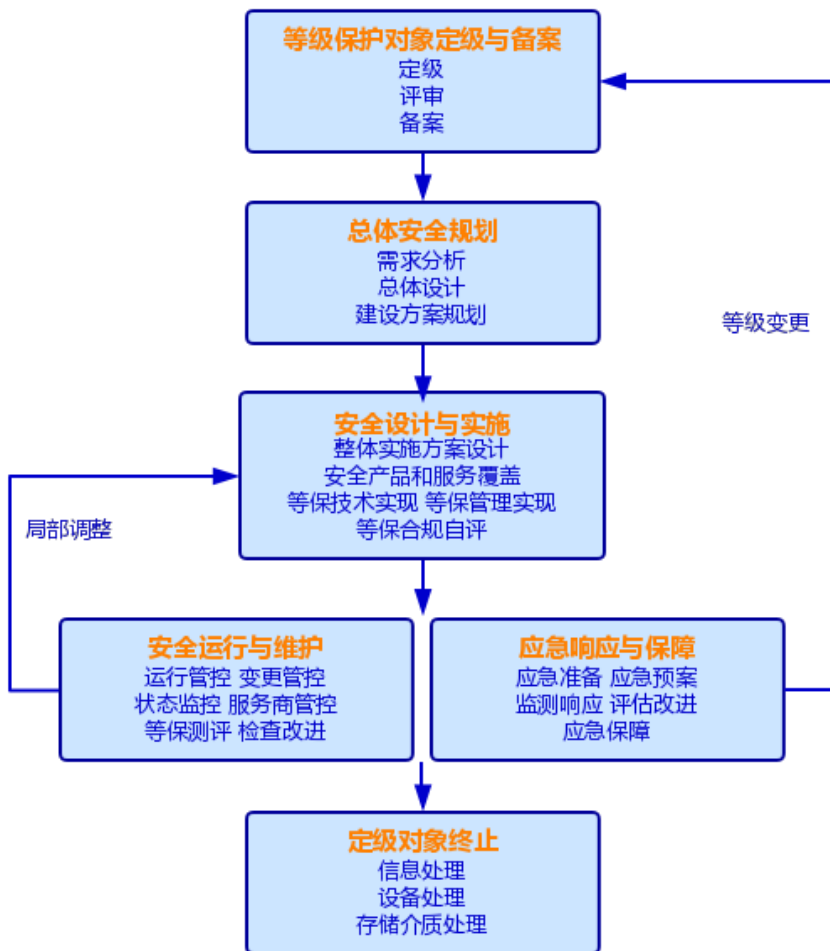 等级保护对象定级与备案
定级
评审
备案
总体安全规划
需求分析
总体设计
建设方案规划
等级变更
安全设计与实施
整体实施方案设计
安全产品和服务覆盖
等保技术实现 等保管理实现
等保合规自评
局部调整
安全运行与维护
运行管控 变更管控
状态监控 服务商管控
等保测评 检查改进
应急响应与保障
应急准备 应急预案
监测响应 评估改进
应急保障
定级对象终止
信息处理
设备处理
存储介质处理